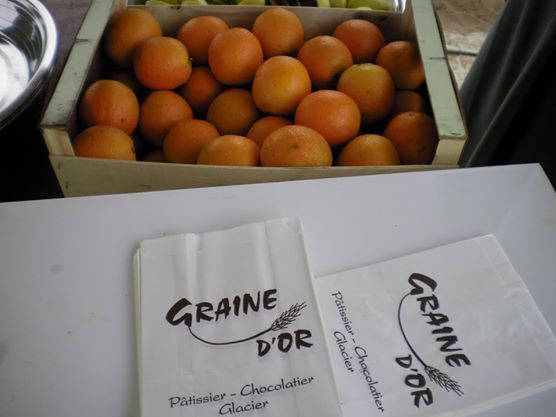 GRAINE
D'OR
Pâtissier - Chocolatier
Glacier
GRAINE
D'OR
Pâtissier - Chocolatier
Glacier